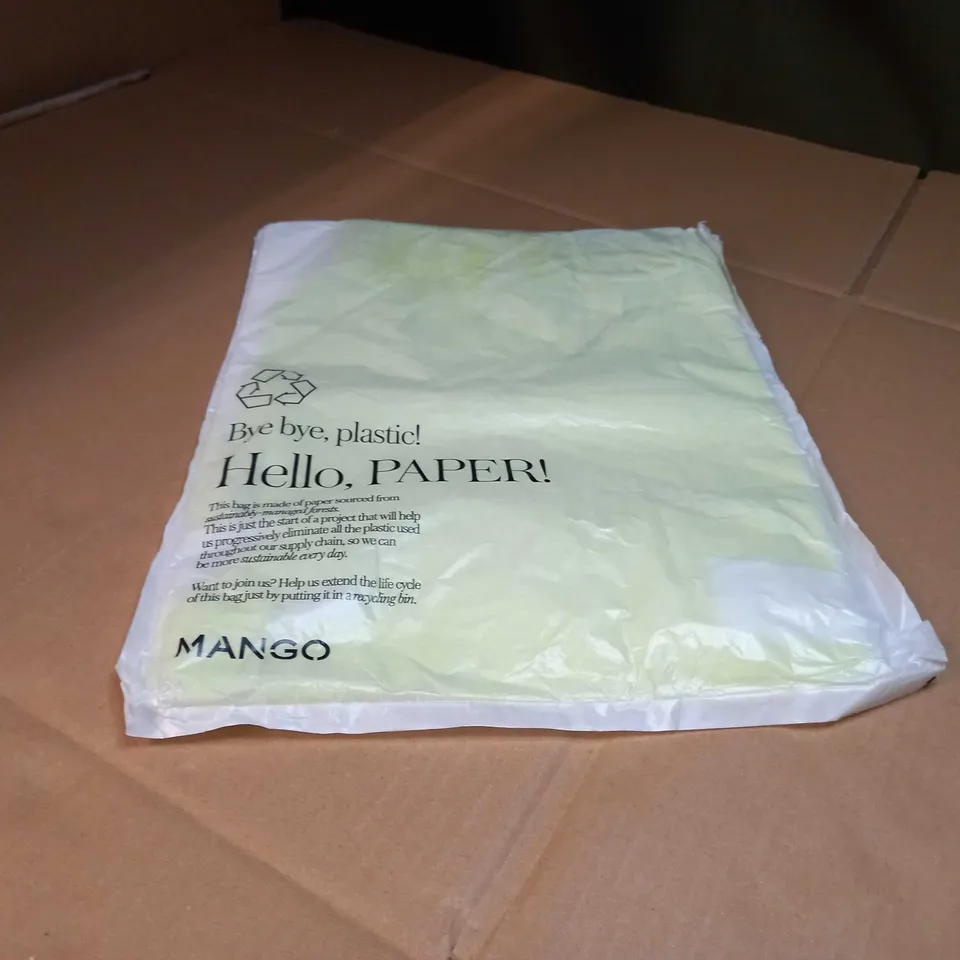 Bye bye, plastic!
Hello, PAPER!
This bag is made of paper sourced from
sustainably-managed forests.
This is just the start of a project that will help
us progressively eliminate all the plastic used
throughout our supply chain, so we can
be more sustainable every day.
Want to join us? Help us extend the life cycle
of this bag just by putting it in a recycling bin.
MANGO